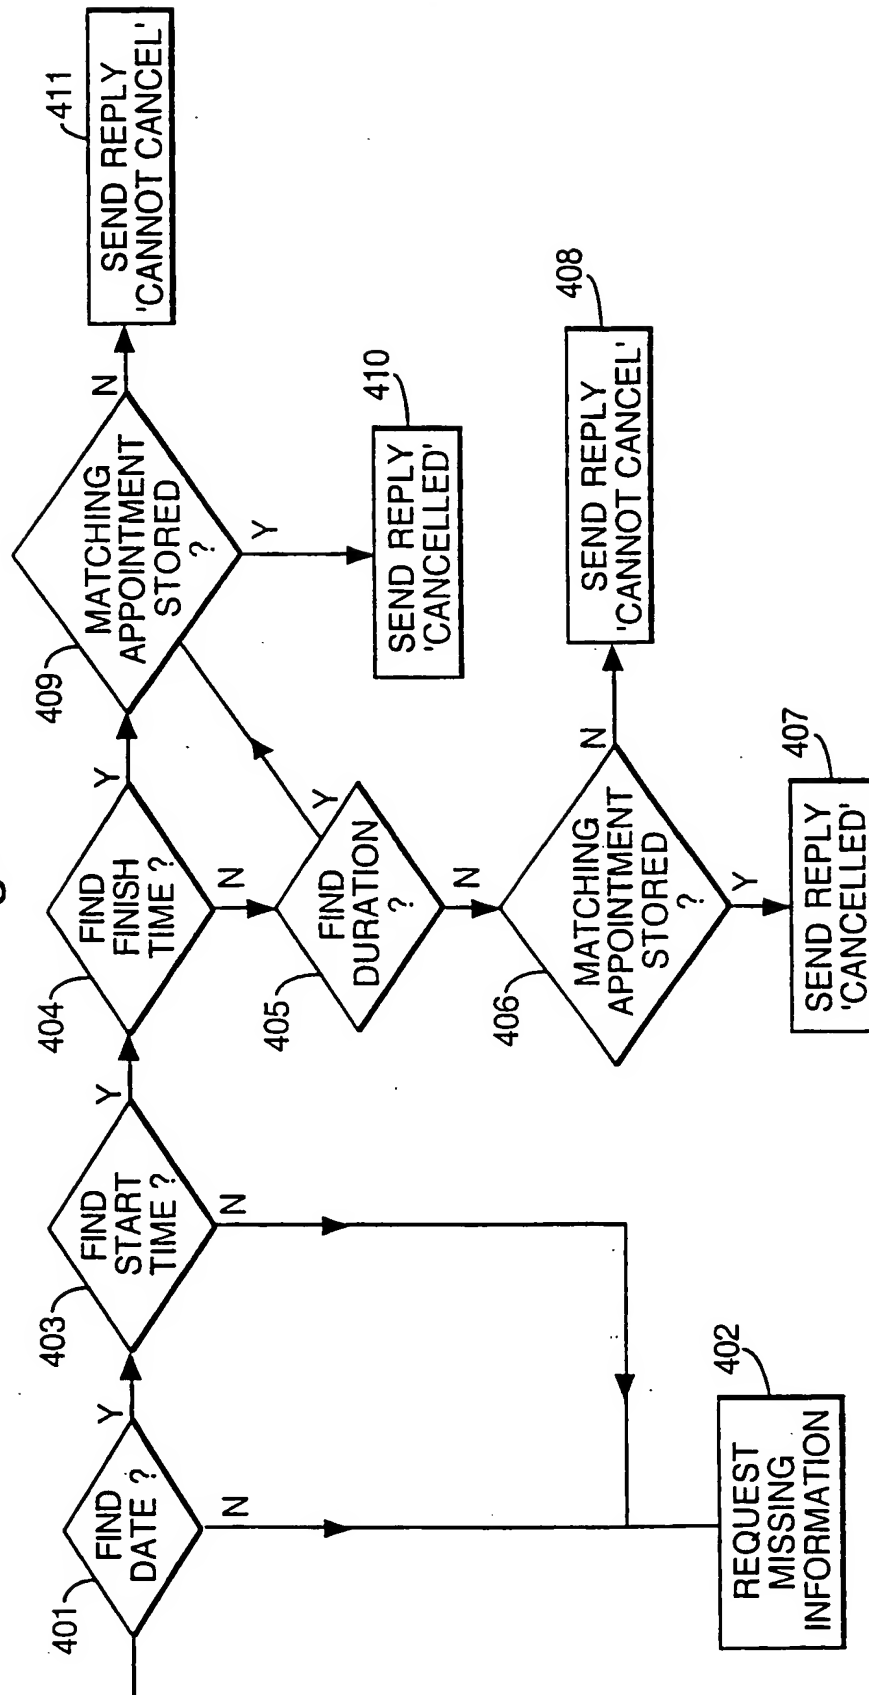 401
FIND
DATE ?
Y
N
403
FIND
START
TIME ?
Y
N
404
FIND
FINISH
TIME ?
Y
N
409
MATCHING
APPOINTMENT
STORED
?
N
Y
411
SEND REPLY
'CANNOT CANCEL'
410
SEND REPLY
'CANCELLED'
405
FIND
DURATION
?
Y
N
406
MATCHING
APPOINTMENT
STORED
?
N
Y
408
SEND REPLY
'CANNOT CANCEL'
407
SEND REPLY
'CANCELLED'
402
REQUEST
MISSING
INFORMATION